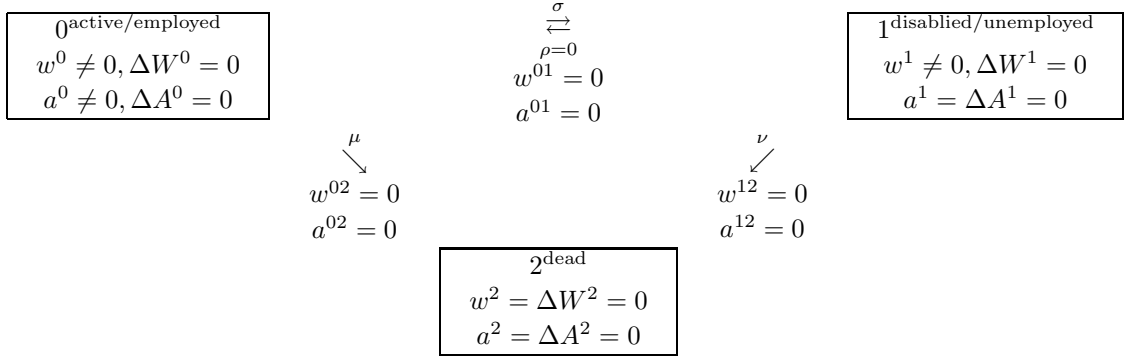 0^{active/employed}
w^0 ≠ 0, ΔW^0 = 0
a^0 ≠ 0, ΔA^0 = 0
σ
⇄
ρ=0
w^{01} = 0
a^{01} = 0
1^{disablied/unemployed}
w^1 ≠ 0, ΔW^1 = 0
a^1 = ΔA^1 = 0
μ
↘
w^{02} = 0
a^{02} = 0
ν
↙
w^{12} = 0
a^{12} = 0
2^{dead}
w^2 = ΔW^2 = 0
a^2 = ΔA^2 = 0